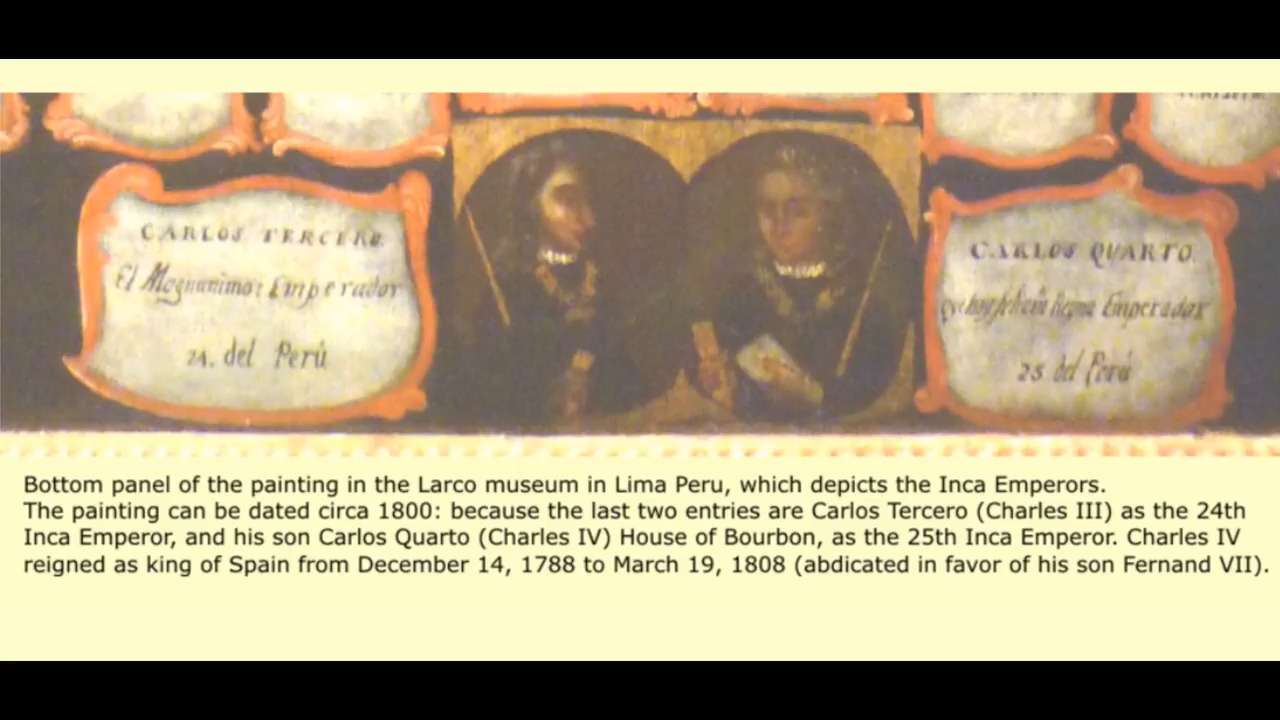 CARLOS TERCERO
El Magnanimo: Emperador
24. del Perú
CARLOS QUARTO.
Emperador
25 del Perú
Bottom panel of the painting in the Larco museum in Lima Peru, which depicts the Inca Emperors.
The painting can be dated circa 1800: because the last two entries are Carlos Tercero (Charles III) as the 24th
Inca Emperor, and his son Carlos Quarto (Charles IV) House of Bourbon, as the 25th Inca Emperor. Charles IV
reigned as king of Spain from December 14, 1788 to March 19, 1808 (abdicated in favor of his son Fernand VII).